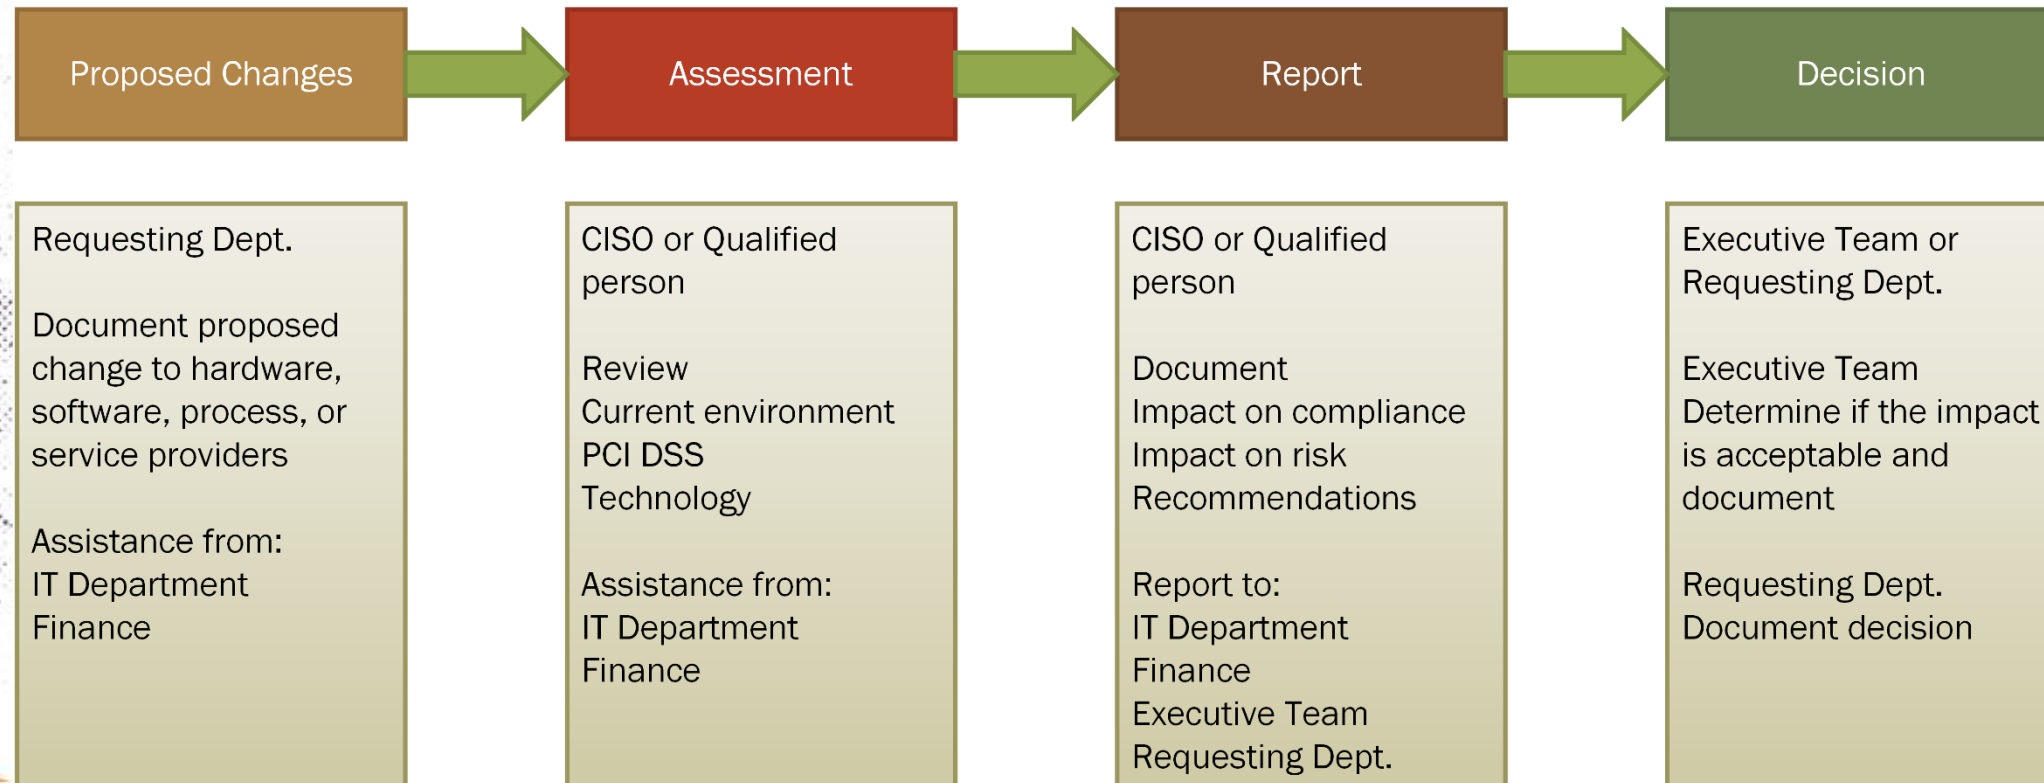 Proposed Changes
Assessment
Report
Decision
Requesting Dept.
Document proposed
change to hardware,
software, process, or
service providers
Assistance from:
IT Department
Finance
CISO or Qualified
person
Review
Current environment
PCI DSS
Technology
Assistance from:
IT Department
Finance
CISO or Qualified
person
Document
Impact on compliance
Impact on risk
Recommendations
Report to:
IT Department
Finance
Executive Team
Requesting Dept.
Executive Team or
Requesting Dept.
Executive Team
Determine if the impact
is acceptable and
document
Requesting Dept.
Document decision